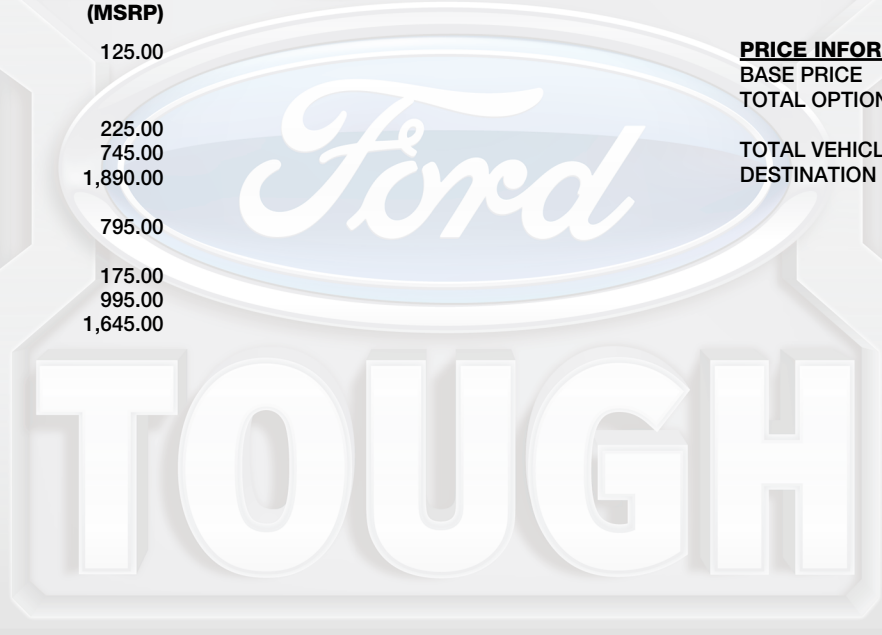 (MSRP)
125.00
225.00
745.00
1,890.00
795.00
175.00
995.00
1,645.00
PRICE INFOR
BASE PRICE
TOTAL OPTION
TOTAL VEHICL
DESTINATION
Ford
TOUGH